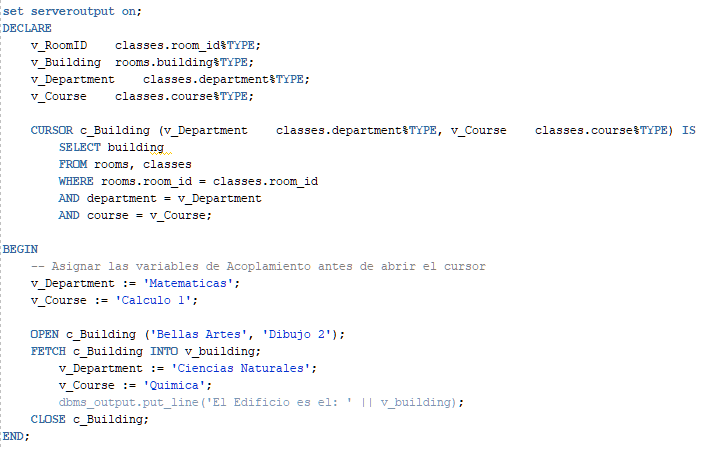 set serveroutput on;
DECLARE
v_RoomID classes.room_id%TYPE;
v_Building rooms.building%TYPE;
v_Department classes.department%TYPE;
v_Course classes.course%TYPE;
CURSOR c_Building (v_Department classes.department%TYPE, v_Course classes.course%TYPE) IS
SELECT building
FROM rooms, classes
WHERE rooms.room_id = classes.room_id
AND department = v_Department
AND course = v_Course;
BEGIN
-- Asignar las variables de Acoplamiento antes de abrir el cursor
v_Department := 'Matematicas';
v_Course := 'Calculo 1';
OPEN c_Building ('Bellas Artes', 'Dibujo 2');
FETCH c_Building INTO v_building;
v_Department := 'Ciencias Naturales';
v_Course := 'Quimica';
dbms_output.put_line('El Edificio es el: ' || v_building);
CLOSE c_Building;
END;